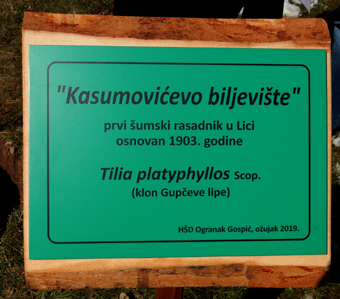 "Kasumovićevo biljevište"
prvi šumski rasadnik u Lici
osnovan 1903. godine
Tilia platyphyllos Scop.
(klon Gupčeve lipe)
HŠD Ogranak Gospić, ožujak 2019.